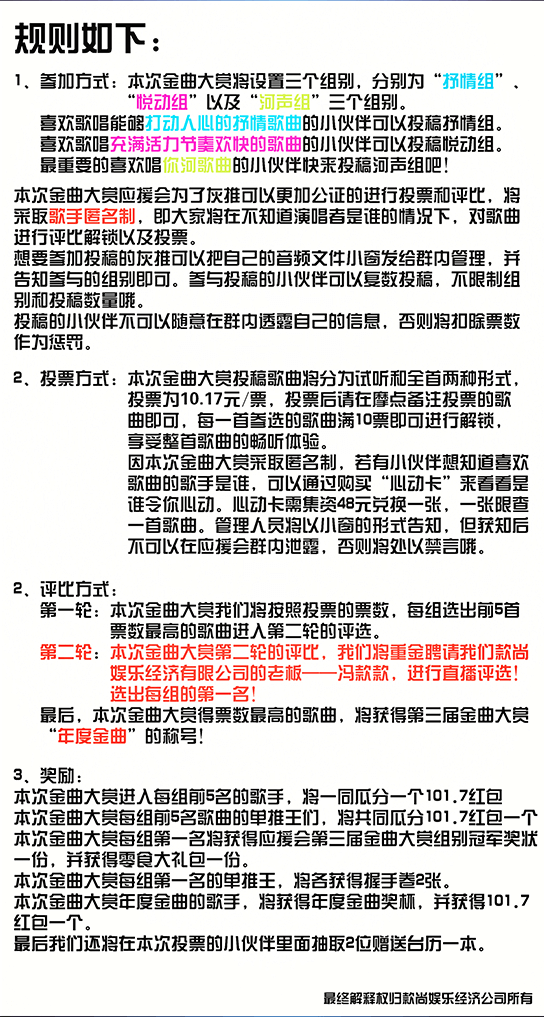 规则如下：
1、参加方式：本次金曲大赏将设置三个组别，分别为“抒情组”、
“悦动组”以及“河声组”三个组别。
喜欢歌唱能够打动人心的抒情歌曲的小伙伴可以投稿抒情组。
喜欢歌唱充满活力节奏欢快的歌曲的小伙伴可以投稿悦动组。
最重要的喜欢唱你河歌曲的小伙伴快来投稿河声组吧！
本次金曲大赏应援会为了灰推可以更加公证的进行投票和评比，将
采取歌手匿名制，即大家将在不知道演唱者是谁的情况下，对歌曲
进行评比解锁以及投票。
想要参加投稿的灰推可以把自己的音频文件小窗发给群内管理，并
告知参与的组别即可。参与投稿的小伙伴可以复数投稿，不限制组
别和投稿数量哦。
投稿的小伙伴不可以随意在群内透露自己的信息，否则将扣除票数
作为惩罚。
2、投票方式：本次金曲大赏投稿歌曲将分为试听和全首两种形式，
投票为10.17元/票，投票后请在摩点备注投票的歌
曲即可，每一首参选的歌曲满10票即可进行解锁，
享受整首歌曲的畅听体验。
因本次金曲大赏采取匿名制，若有小伙伴想知道喜欢
歌曲的歌手是谁，可以通过购买“心动卡”来看看是
谁令你心动。心动卡需集资48元兑换一张，一张限查
一首歌曲。管理人员将以小窗的形式告知，但获知后
不可以在应援会群内泄露，否则将处以禁言哦。
2、评比方式：
第一轮：本次金曲大赏我们将按照投票的票数，每组选出前5首
票数最高的歌曲进入第二轮的评选。
第二轮：本次金曲大赏第二轮的评比，我们将重金聘请我们款尚
娱乐经济有限公司的老板——冯款款，进行直播评选！
选出每组的第一名！
最后，本次金曲大赏得票数最高的歌曲，将获得第三届金曲大赏
“年度金曲”的称号！
3、奖励：
本次金曲大赏进入每组前5名的歌手，将一同瓜分一个101.7红包
本次金曲大赏每组前5名歌曲的单推王们，将共同瓜分101.7红包一个
本次金曲大赏每组第一名将获得应援会第三届金曲大赏组别冠军奖状
一份，并获得零食大礼包一份。
本次金曲大赏每组第一名的单推王，将各获得握手卷2张。
本次金曲大赏年度金曲的歌手，将获得年度金曲奖杯，并获得101.7
红包一个。
最后我们还将在本次投票的小伙伴里面抽取2位赠送台历一本。
最终解释权归款尚娱乐经济公司所有